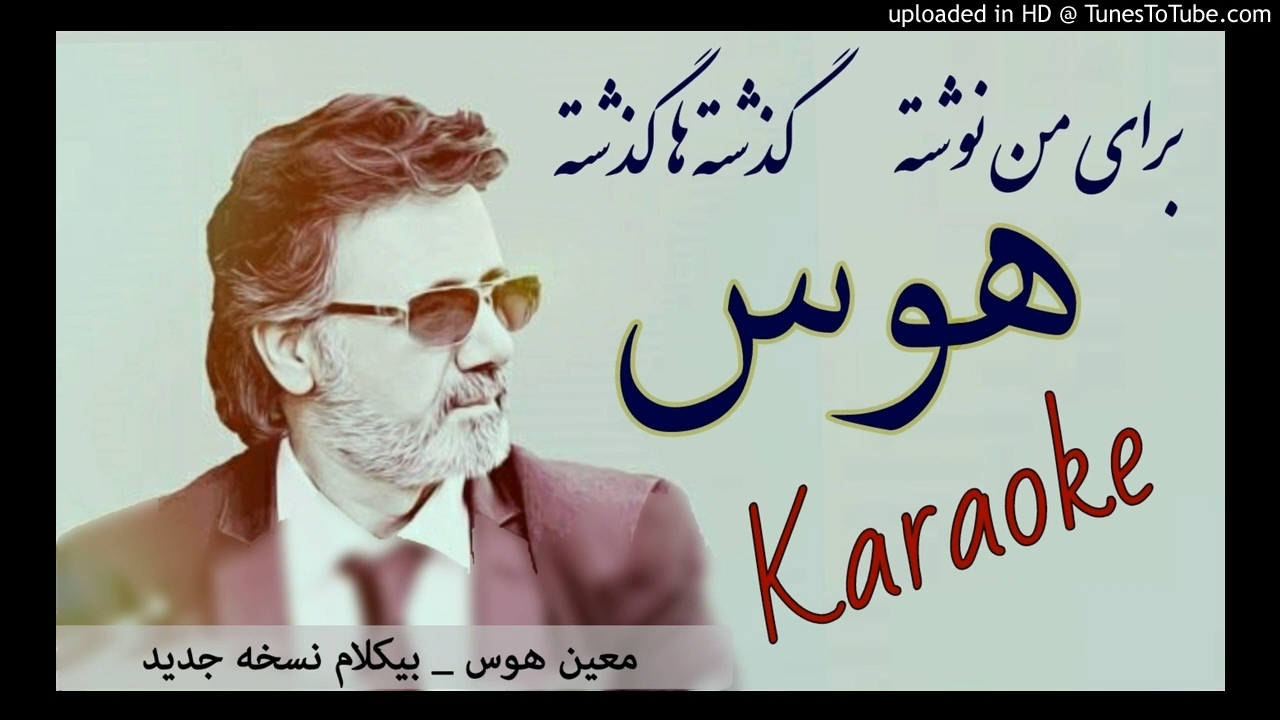 uploaded in HD @ TunesToTube.com
برای من نوشته گذشته ها گذشته
هوس
Karaoke
معین هوس _ بیکلام نسخه جدید